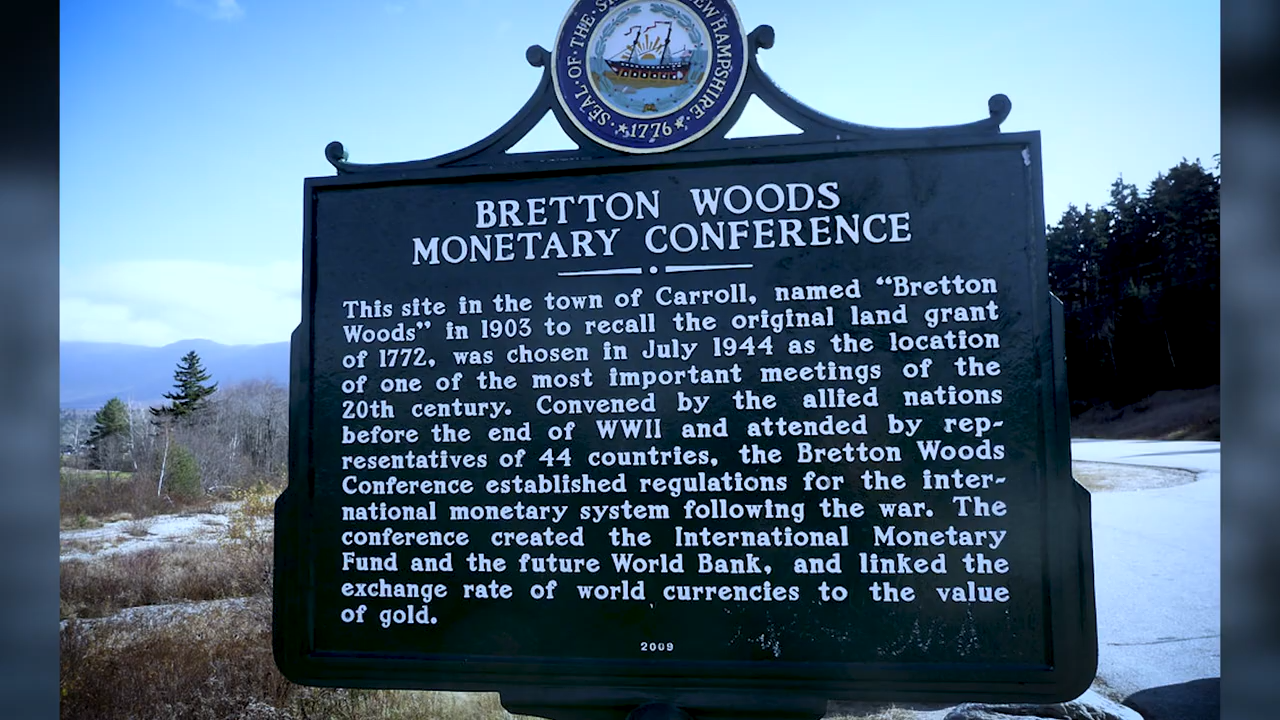 SEAL·OF·THE·STATE·OF·NEW HAMPSHIRE·
★1776★
BRETTON WOODS
MONETARY CONFERENCE
This site in the town of Carroll, named “Bretton
Woods” in 1903 to recall the original land grant
of 1772, was chosen in July 1944 as the location
of one of the most important meetings of the
20th century. Convened by the allied nations
before the end of WWII and attended by rep-
resentatives of 44 countries, the Bretton Woods
Conference established regulations for the inter-
national monetary system following the war. The
conference created the International Monetary
Fund and the future World Bank, and linked the
exchange rate of world currencies to the value
of gold.
2009